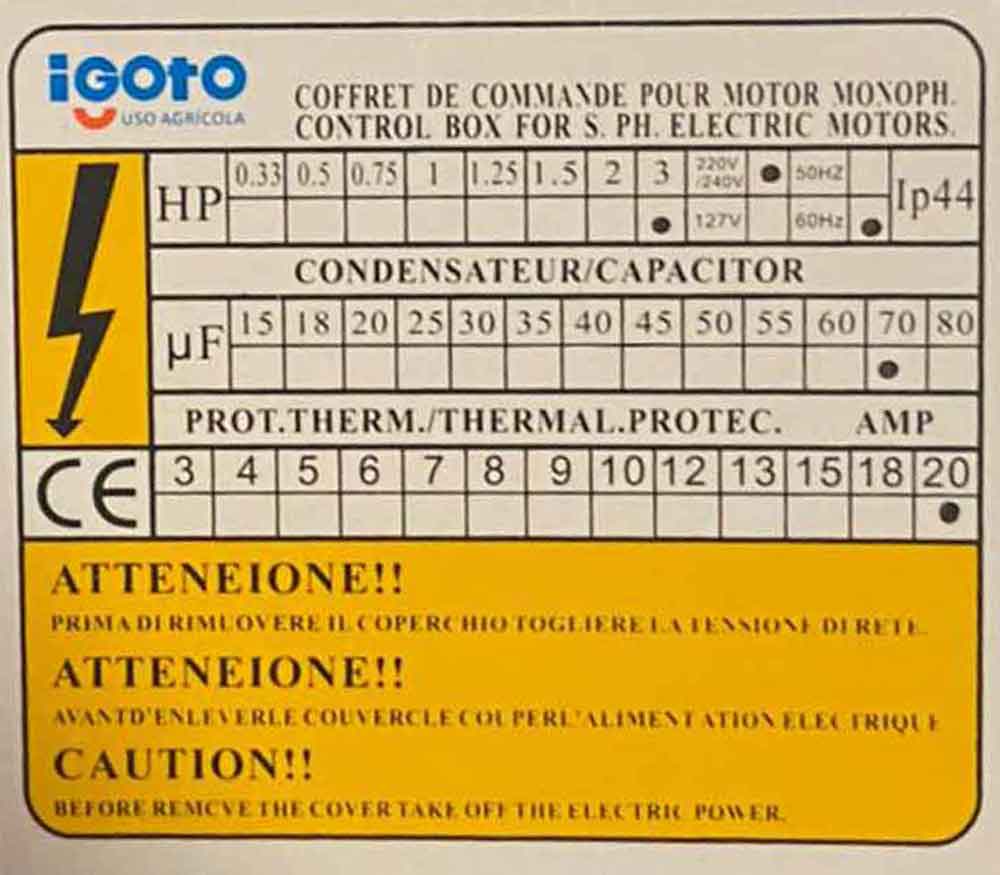 iGOtO
USO AGRÍCOLA
COFFRET DE COMMANDE POUR MOTOR MONOPH.
CONTROL BOX FOR S. PH. ELECTRIC MOTORS.
HP 0.33 0.5 0.75 1 1.25 1.5 2 3 220V/240V ● 50HZ Ip44
● 127V 60Hz ●
CONDENSATEUR/CAPACITOR
µF 15 18 20 25 30 35 40 45 50 55 60 70 80
●
PROT.THERM./THERMAL.PROTEC. AMP
CE 3 4 5 6 7 8 9 10 12 13 15 18 20
●
ATTENEIONE!!
PRIMA DI RIMUOVERE IL COPERCHIO TOGLIERE LA TENSIONE DI RETE.
ATTENEIONE!!
AVANTD'ENLEVERLE COUVERCLE COUPERL'ALIMENTATION ELECTRIQUE
CAUTION!!
BEFORE REMCVE THE COVER TAKE OFF THE ELECTRIC POWER.